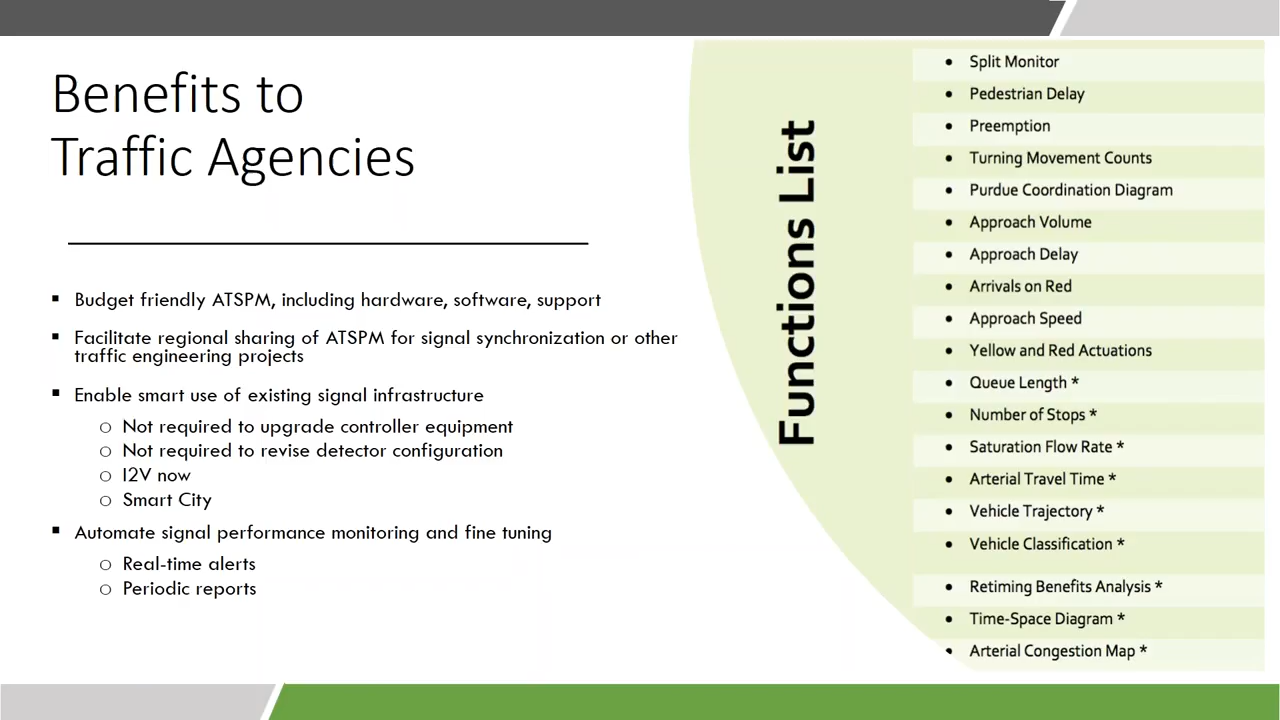 Benefits to
Traffic Agencies
▪ Budget friendly ATSPM, including hardware, software, support
▪ Facilitate regional sharing of ATSPM for signal synchronization or other
traffic engineering projects
▪ Enable smart use of existing signal infrastructure
o Not required to upgrade controller equipment
o Not required to revise detector configuration
o I2V now
o Smart City
▪ Automate signal performance monitoring and fine tuning
o Real-time alerts
o Periodic reports
Functions List
• Split Monitor
• Pedestrian Delay
• Preemption
• Turning Movement Counts
• Purdue Coordination Diagram
• Approach Volume
• Approach Delay
• Arrivals on Red
• Approach Speed
• Yellow and Red Actuations
• Queue Length *
• Number of Stops *
• Saturation Flow Rate *
• Arterial Travel Time *
• Vehicle Trajectory *
• Vehicle Classification *
• Retiming Benefits Analysis *
• Time-Space Diagram *
• Arterial Congestion Map *